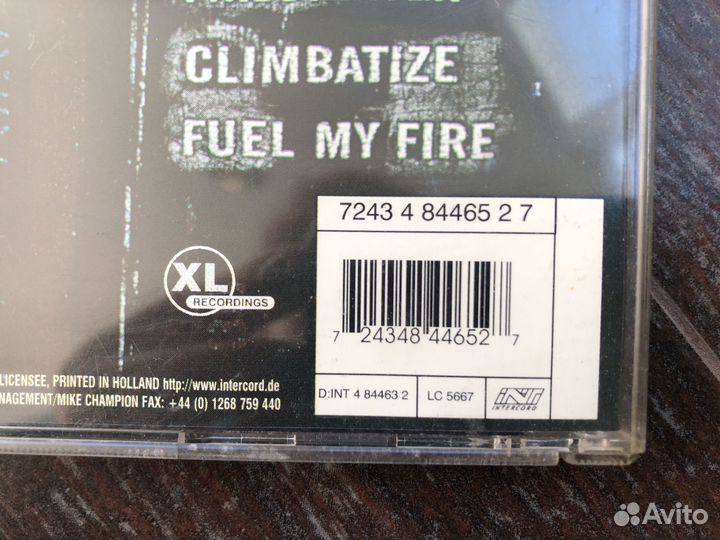 CLIMBATIZE
FUEL MY FIRE
7243 4 84465 2 7
XL
RECORDINGS
7 24348 44652 7
LICENSEE, PRINTED IN HOLLAND http://www.intercord.de
NAGEMENT/MIKE CHAMPION FAX: +44 (0) 1268 759 440
D:INT 4 84463 2
LC 5667
INT
INTERCORD
Avito